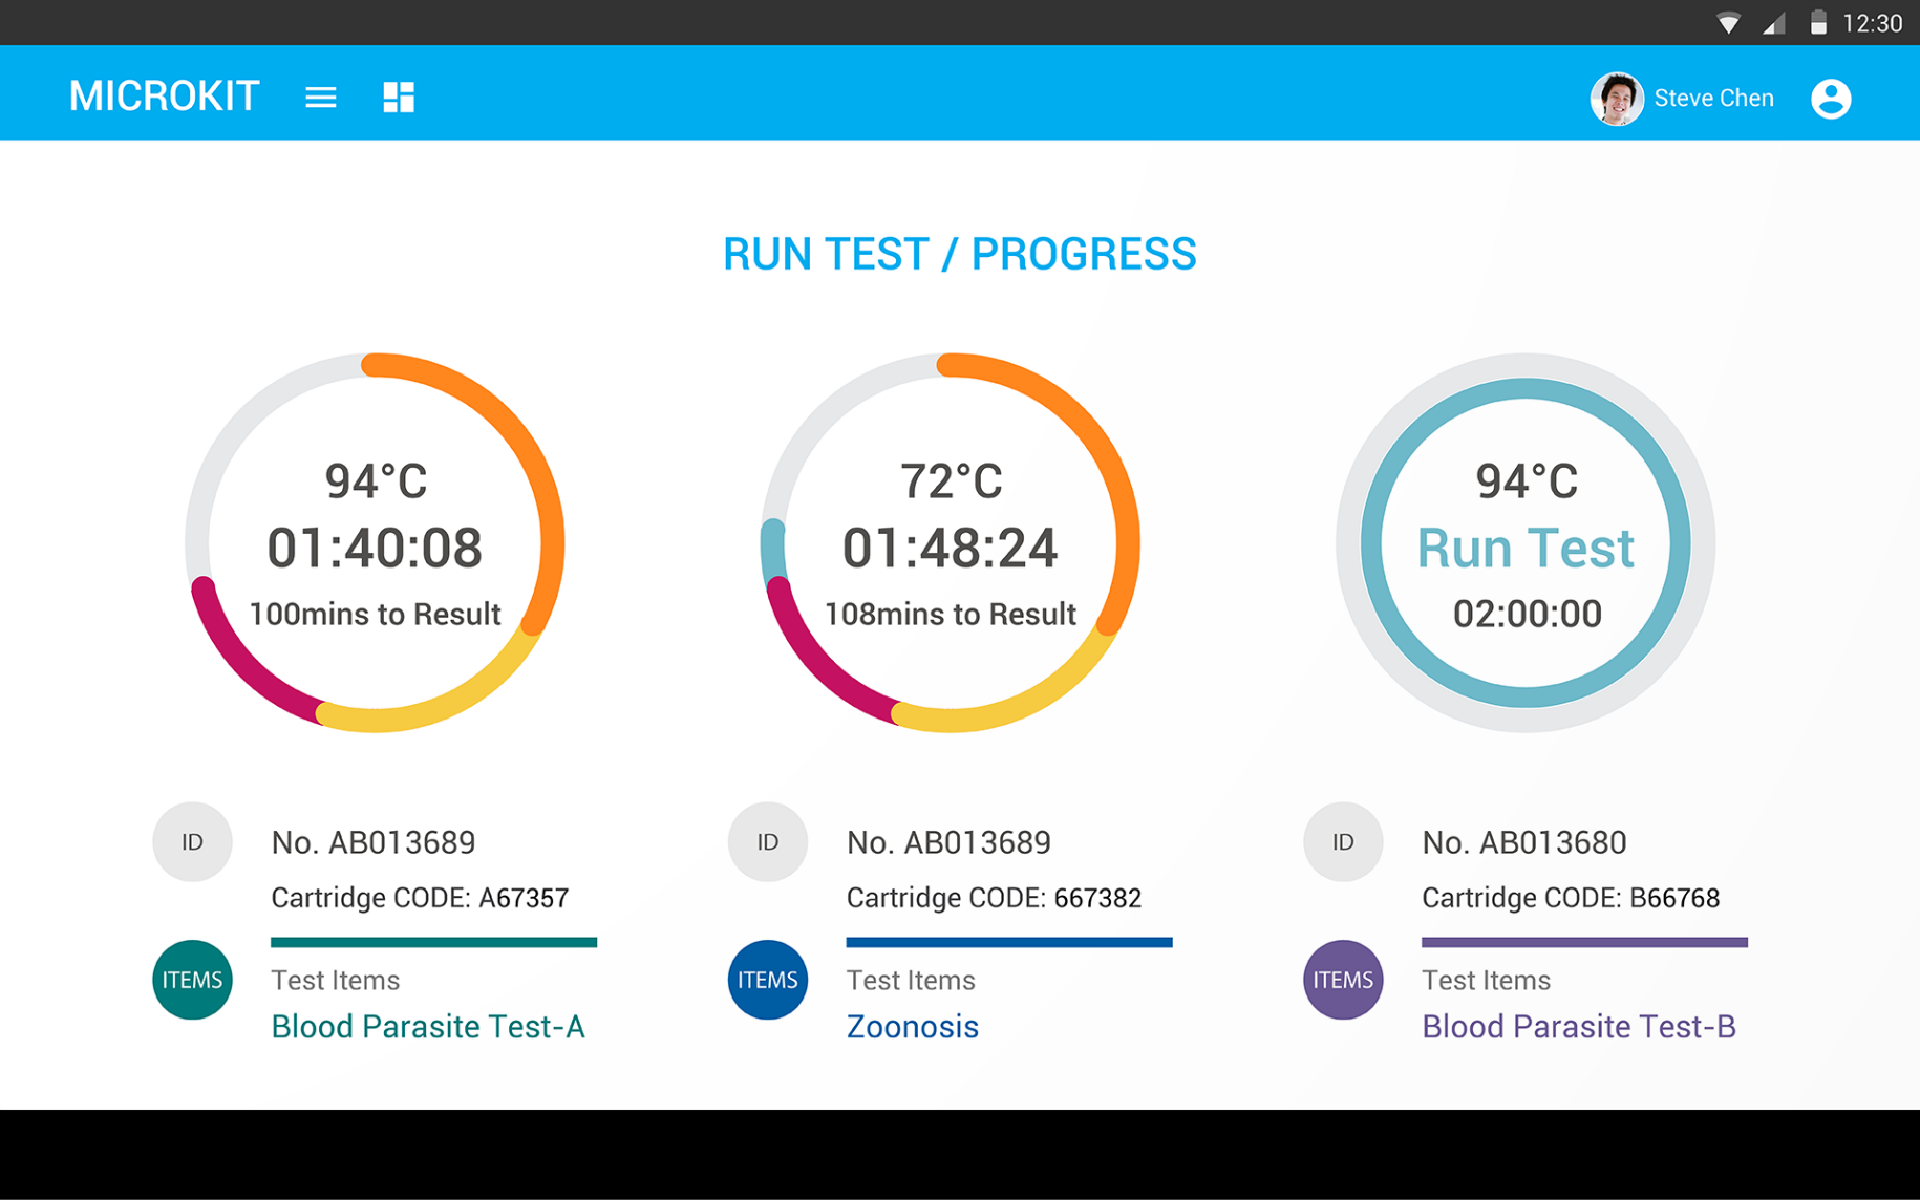 12:30
MICROKIT
Steve Chen
RUN TEST / PROGRESS
94°C
01:40:08
100mins to Result
72°C
01:48:24
108mins to Result
94°C
Run Test
02:00:00
ID
No. AB013689
Cartridge CODE: A67357
ITEMS
Test Items
Blood Parasite Test-A
ID
No. AB013689
Cartridge CODE: 667382
ITEMS
Test Items
Zoonosis
ID
No. AB013680
Cartridge CODE: B66768
ITEMS
Test Items
Blood Parasite Test-B